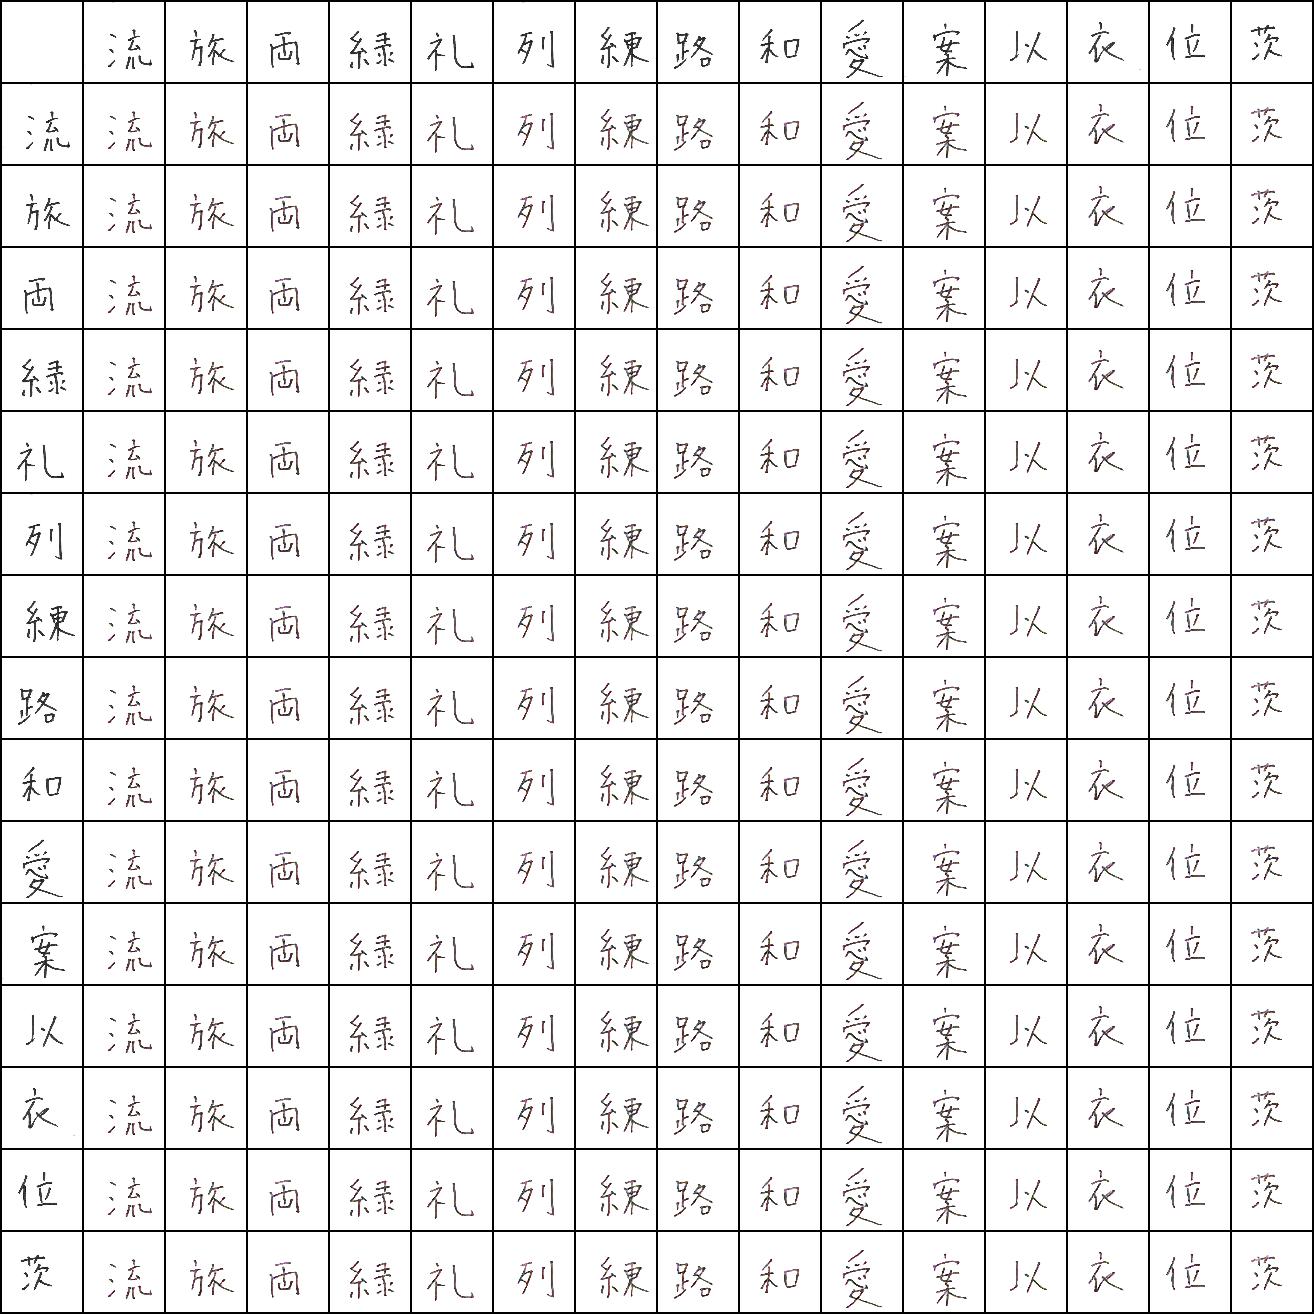 流 旅 両 緑 礼 列 練 路 和 愛 案 以 衣 位 茨
流 流 旅 両 緑 礼 列 練 路 和 愛 案 以 衣 位 茨
旅 流 旅 両 緑 礼 列 練 路 和 愛 案 以 衣 位 茨
両 流 旅 両 緑 礼 列 練 路 和 愛 案 以 衣 位 茨
緑 流 旅 両 緑 礼 列 練 路 和 愛 案 以 衣 位 茨
礼 流 旅 両 緑 礼 列 練 路 和 愛 案 以 衣 位 茨
列 流 旅 両 緑 礼 列 練 路 和 愛 案 以 衣 位 茨
練 流 旅 両 緑 礼 列 練 路 和 愛 案 以 衣 位 茨
路 流 旅 両 緑 礼 列 練 路 和 愛 案 以 衣 位 茨
和 流 旅 両 緑 礼 列 練 路 和 愛 案 以 衣 位 茨
愛 流 旅 両 緑 礼 列 練 路 和 愛 案 以 衣 位 茨
案 流 旅 両 緑 礼 列 練 路 和 愛 案 以 衣 位 茨
以 流 旅 両 緑 礼 列 練 路 和 愛 案 以 衣 位 茨
衣 流 旅 両 緑 礼 列 練 路 和 愛 案 以 衣 位 茨
位 流 旅 両 緑 礼 列 練 路 和 愛 案 以 衣 位 茨
茨 流 旅 両 緑 礼 列 練 路 和 愛 案 以 衣 位 茨